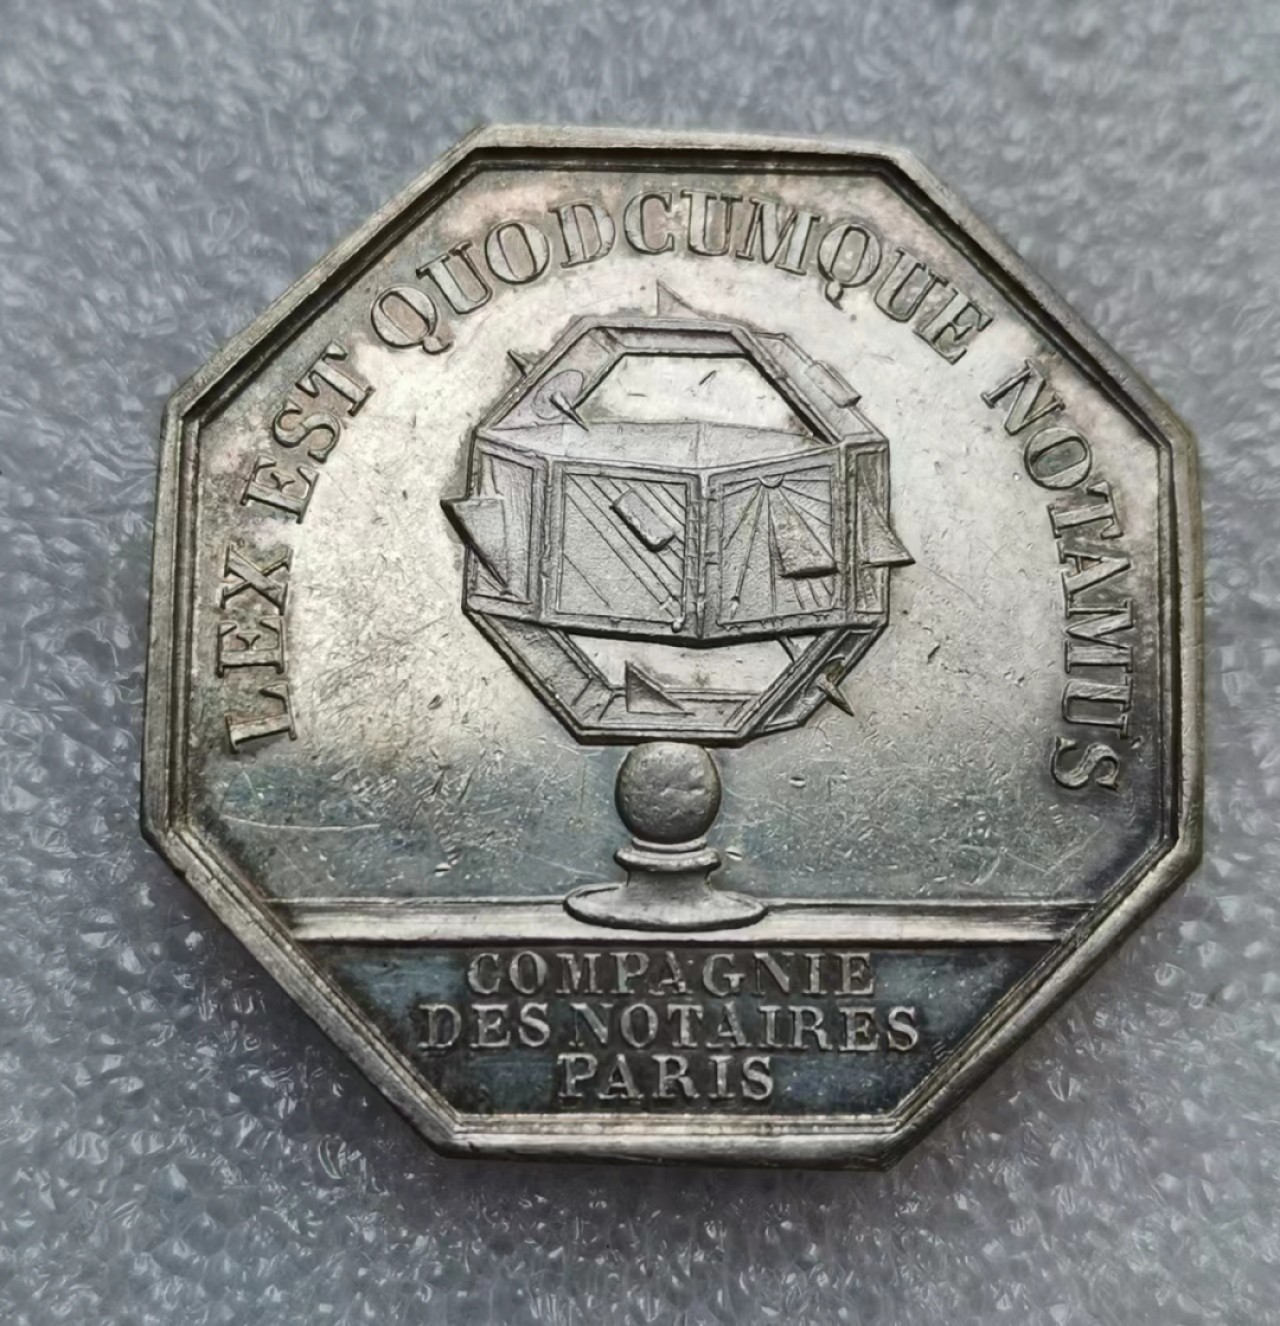 LEX EST QUODCUMQUE NOTAMUS
COMPAGNIE
DES NOTAIRES
PARIS